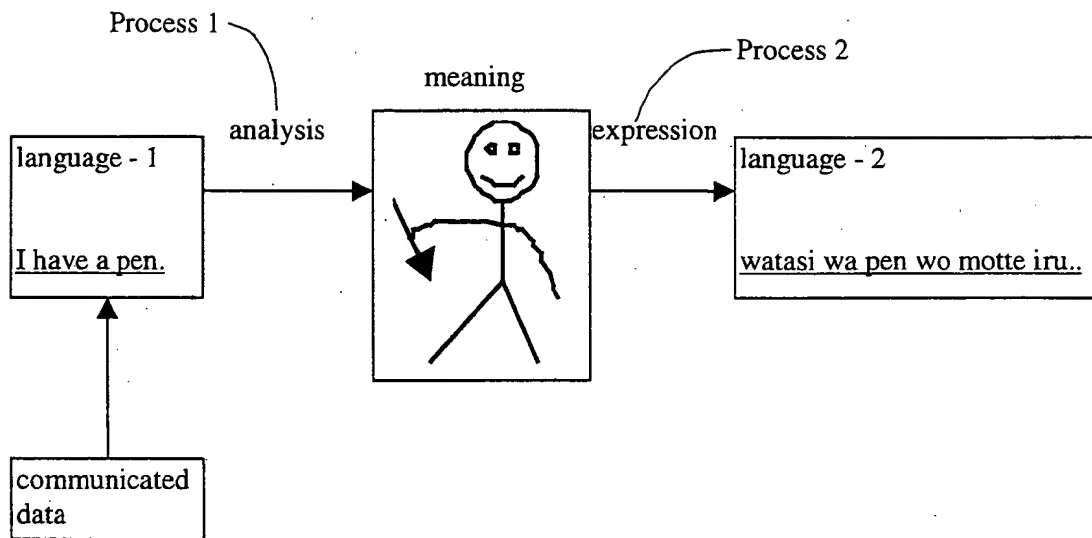 Process 1
Process 2
meaning
analysis
expression
language - 1
I have a pen.
language - 2
watasi wa pen wo motte iru..
communicated
data